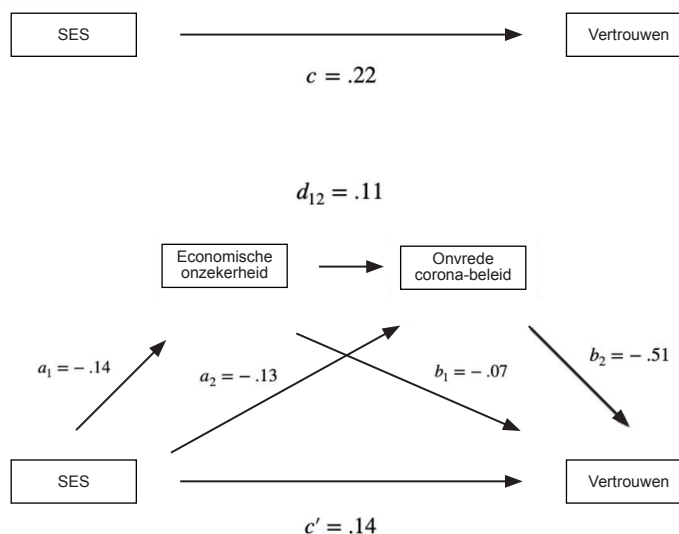 SES
Vertrouwen
c = .22
d₁₂ = .11
Economische
onzekerheid
Onvrede
corona-beleid
a₁ = − .14
a₂ = − .13
b₁ = − .07
b₂ = − .51
SES
Vertrouwen
c′ = .14